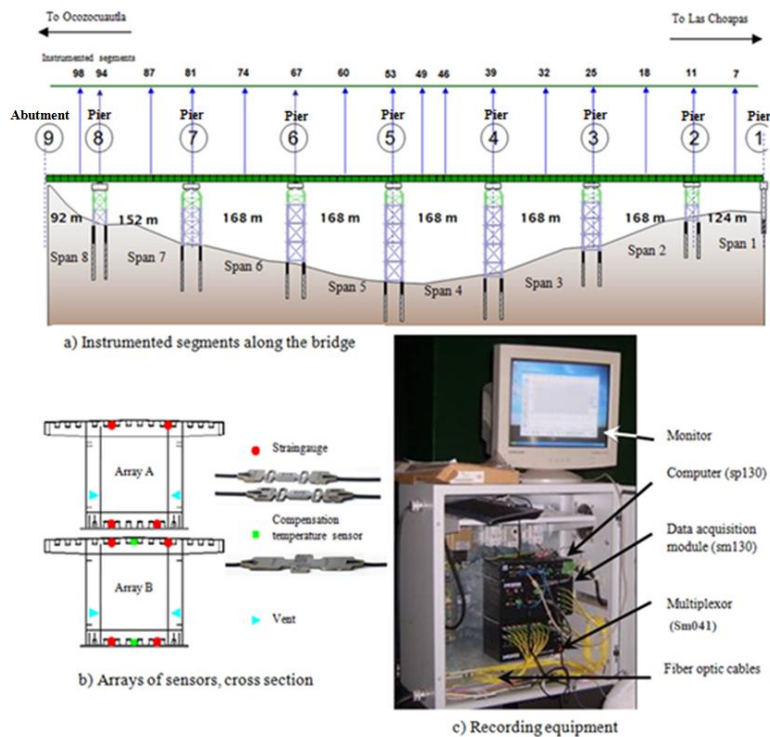 To Ocozocuautla
To Las Choapas
Instrumented segments
98 94 87 81 74 67 60 53 49 46 39 32 25 18 11 7
Abutment Pier Pier Pier Pier Pier Pier Pier Pier
9 8 7 6 5 4 3 2 1
92 m 152 m 168 m 168 m 168 m 168 m 168 m 124 m
Span 8 Span 7 Span 6 Span 5 Span 4 Span 3 Span 2 Span 1
a) Instrumented segments along the bridge
Array A
Straingauge
Compensation
temperature sensor
Array B
Vent
b) Arrays of sensors, cross section
Monitor
Computer (sp130)
Data acquisition
module (sm130)
Multiplexor
(Sm041)
Fiber optic cables
c) Recording equipment